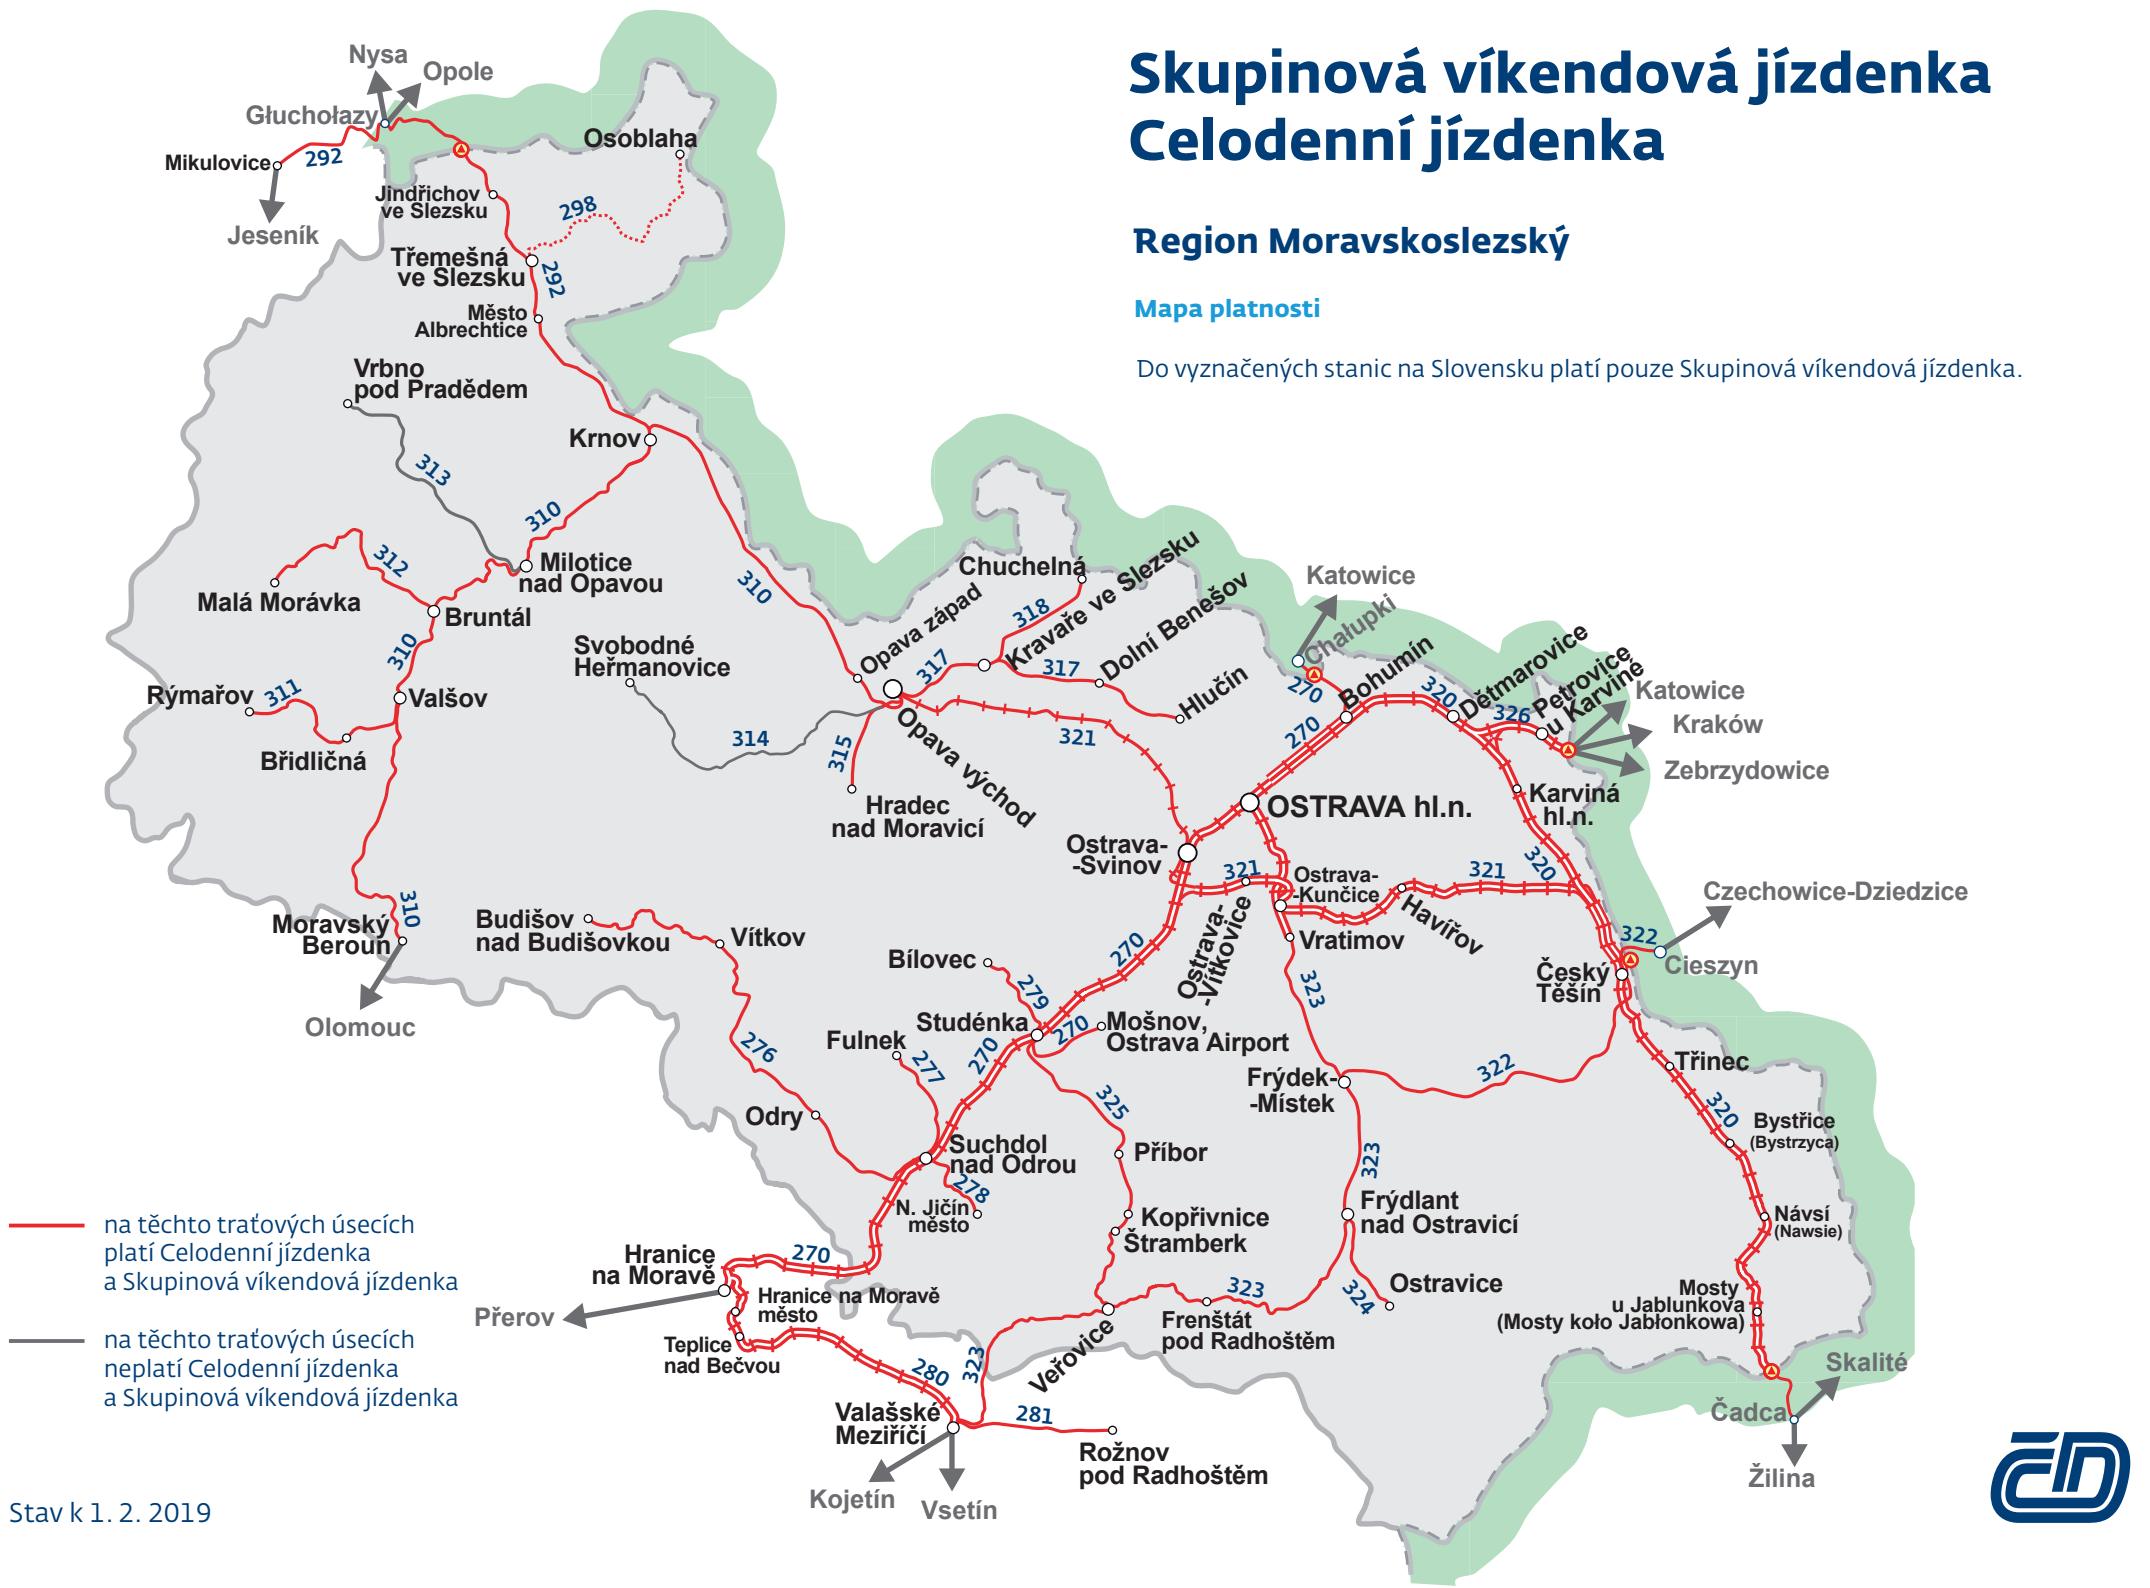 Skupinová víkendová jízdenka
Celodenní jízdenka
Region Moravskoslezský
Mapa platnosti
Do vyznačených stanic na Slovensku platí pouze Skupinová víkendová jízdenka.
Nysa
Opole
Głuchołazy
Mikulovice
292
Jeseník
Osoblaha
Jindřichov
ve Slezsku
298
Třemešná
ve Slezsku
292
Město
Albrechtice
Vrbno
pod Pradědem
Krnov
313
310
312
Milotice
nad Opavou
310
Malá Morávka
Bruntál
310
Svobodné
Heřmanovice
Rýmařov
311
Valšov
Břidličná
314
315
Hradec
nad Moravicí
Opava západ
Opava východ
317
Chuchelná
318
Kravaře ve Slezsku
317
Dolní Benešov
Hlučín
321
Katowice
Chałupki
270
Bohumín
270
320
Dětmarovice
326
Petrovice
u Karviné
Katowice
Kraków
Zebrzydowice
OSTRAVA hl.n.
Karviná
hl.n.
Ostrava-
-Svinov
321
Ostrava-
-Kunčice
321
320
Havířov
Ostrava-
-Vítkovice
Vratimov
Czechowice-Dziedzice
322
Cieszyn
Český
Těšín
310
Moravský
Beroun
Olomouc
Budišov
nad Budišovkou
Vítkov
Bílovec
279
270
Studénka
270
Mošnov,
Ostrava Airport
323
Fulnek
277
270
276
Odry
325
Frýdek-
-Místek
322
Třinec
320
Bystřice
(Bystrzyca)
Suchdol
nad Odrou
278
N. Jičín
město
Příbor
323
Kopřivnice
Štramberk
Frýdlant
nad Ostravicí
Návsí
(Nawsie)
na těchto traťových úsecích
platí Celodenní jízdenka
a Skupinová víkendová jízdenka
Hranice
na Moravě
270
Přerov
Hranice na Moravě
město
Teplice
nad Bečvou
323
324
Ostravice
Frenštát
pod Radhoštěm
Mosty
u Jablunkova
(Mosty koło Jabłonkowa)
na těchto traťových úsecích
neplatí Celodenní jízdenka
a Skupinová víkendová jízdenka
280
323
Veřovice
Skalité
Čadca
Valašské
Meziříčí
281
Rožnov
pod Radhoštěm
Kojetín
Vsetín
Žilina
Stav k 1. 2. 2019
ČD